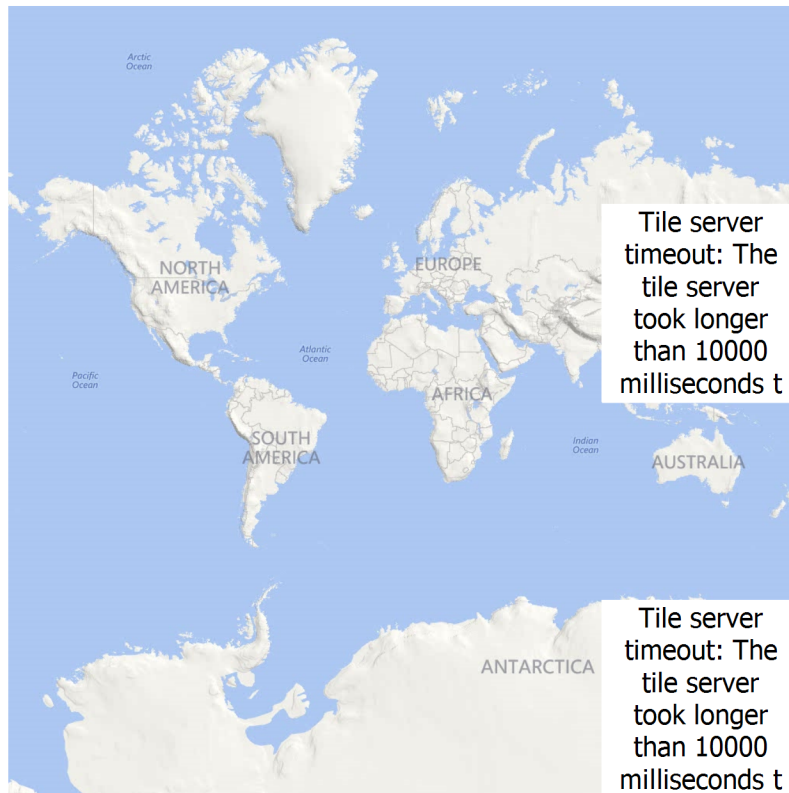 Arctic
Ocean
Tile server
timeout: The
tile server
took longer
than 10000
milliseconds t
NORTH
AMERICA
EUROPE
Atlantic
Ocean
Pacific
Ocean
AFRICA
SOUTH
AMERICA
Indian
Ocean
AUSTRALIA
ANTARCTICA
Tile server
timeout: The
tile server
took longer
than 10000
milliseconds t